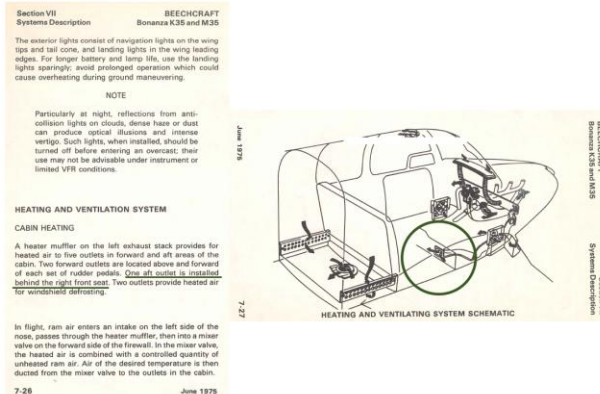 Section VII
Systems Description
BEECHCRAFT
Bonanza K35 and M35
The exterior lights consist of navigation lights on the wing
tips and tail cone, and landing lights in the wing leading
edges. For longer battery and lamp life, use the landing
lights sparingly; avoid prolonged operation which could
cause overheating during ground maneuvering.
NOTE
Particularly at night, reflections from anti-
collision lights on clouds, dense haze or dust
can produce optical illusions and intense
vertigo. Such lights, when installed, should be
turned off before entering an overcast; their
use may not be advisable under instrument or
limited VFR conditions.
HEATING AND VENTILATION SYSTEM
CABIN HEATING
A heater muffler on the left exhaust stack provides for
heated air to five outlets in forward and aft areas of the
cabin. Two forward outlets are located above and forward
of each set of rudder pedals. One aft outlet is installed
behind the right front seat. Two outlets provide heated air
for windshield defrosting.
In flight, ram air enters an intake on the left side of the
nose, passes through the heater muffler, then into a mixer
valve on the forward side of the firewall. In the mixer valve,
the heated air is combined with a controlled quantity of
unheated ram air. Air of the desired temperature is then
ducted from the mixer valve to the outlets in the cabin.
7-26
June 1975
June 1975
7-27
HEATING AND VENTILATING SYSTEM SCHEMATIC
BEECHCRAFT
Bonanza K35 and M35
Systems Description